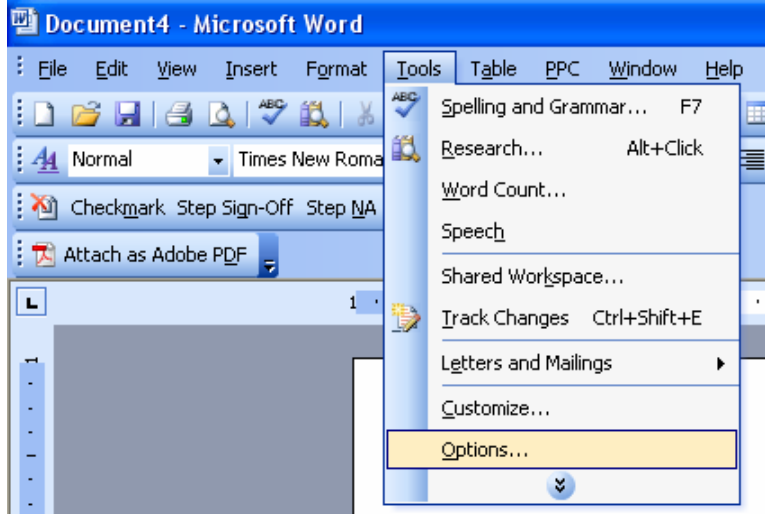 Document4 - Microsoft Word
File Edit View Insert Format Tools Table PPC Window Help
Spelling and Grammar... F7
Normal Times New Roma
Research... Alt+Click
Word Count...
Checkmark Step Sign-Off Step NA
Speech
Attach as Adobe PDF
Shared Workspace...
Track Changes Ctrl+Shift+E
Letters and Mailings
Customize...
Options...